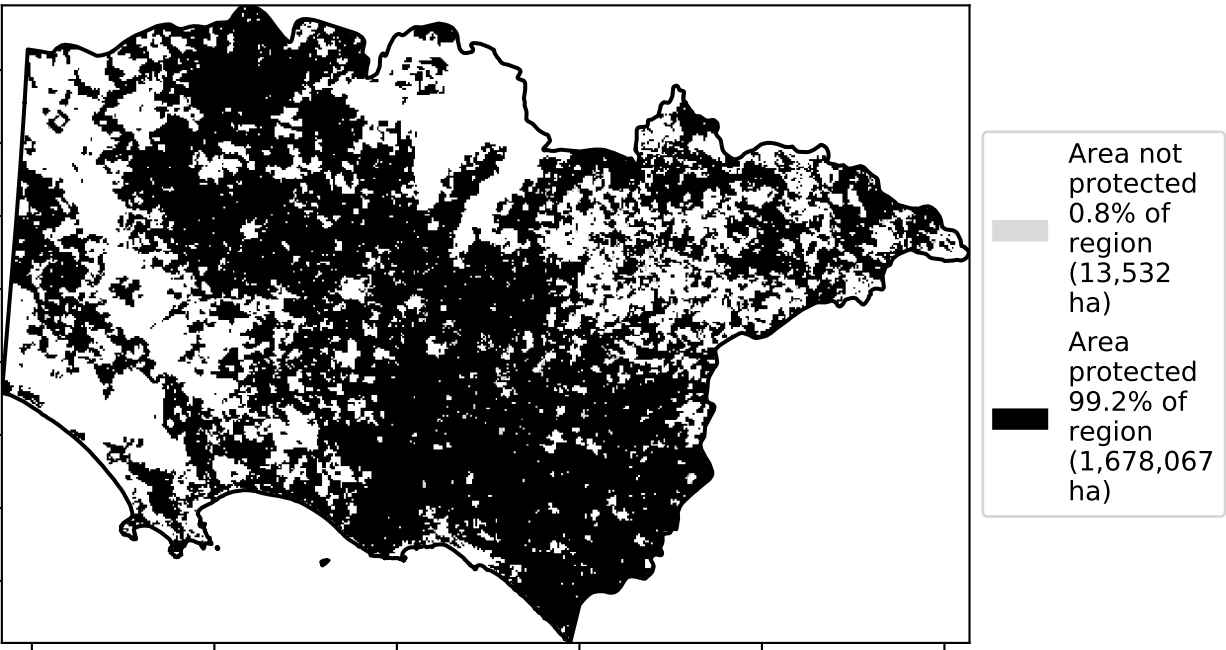 Area not
protected
0.8% of
region
(13,532
ha)
Area
protected
99.2% of
region
(1,678,067
ha)